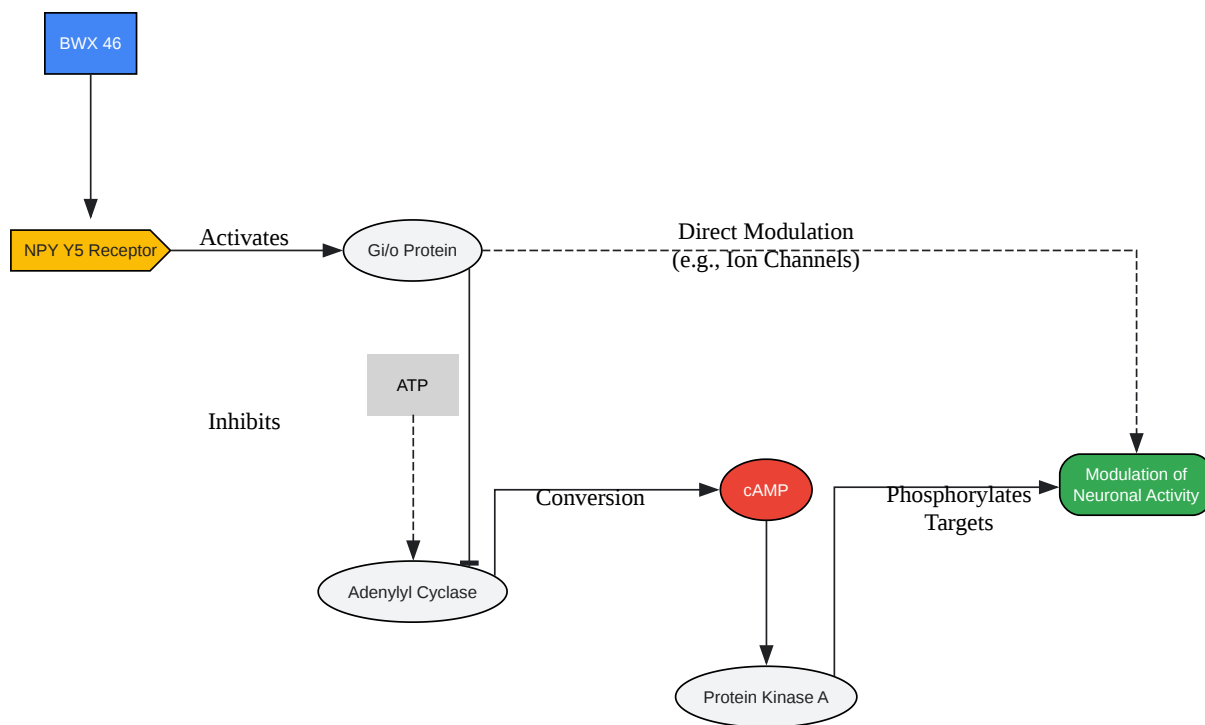 BWX 46
NPY Y5 Receptor
Activates
Gi/o Protein
Direct Modulation
(e.g., Ion Channels)
ATP
Inhibits
Adenylyl Cyclase
Conversion
cAMP
Phosphorylates
Targets
Modulation of
Neuronal Activity
Protein Kinase A